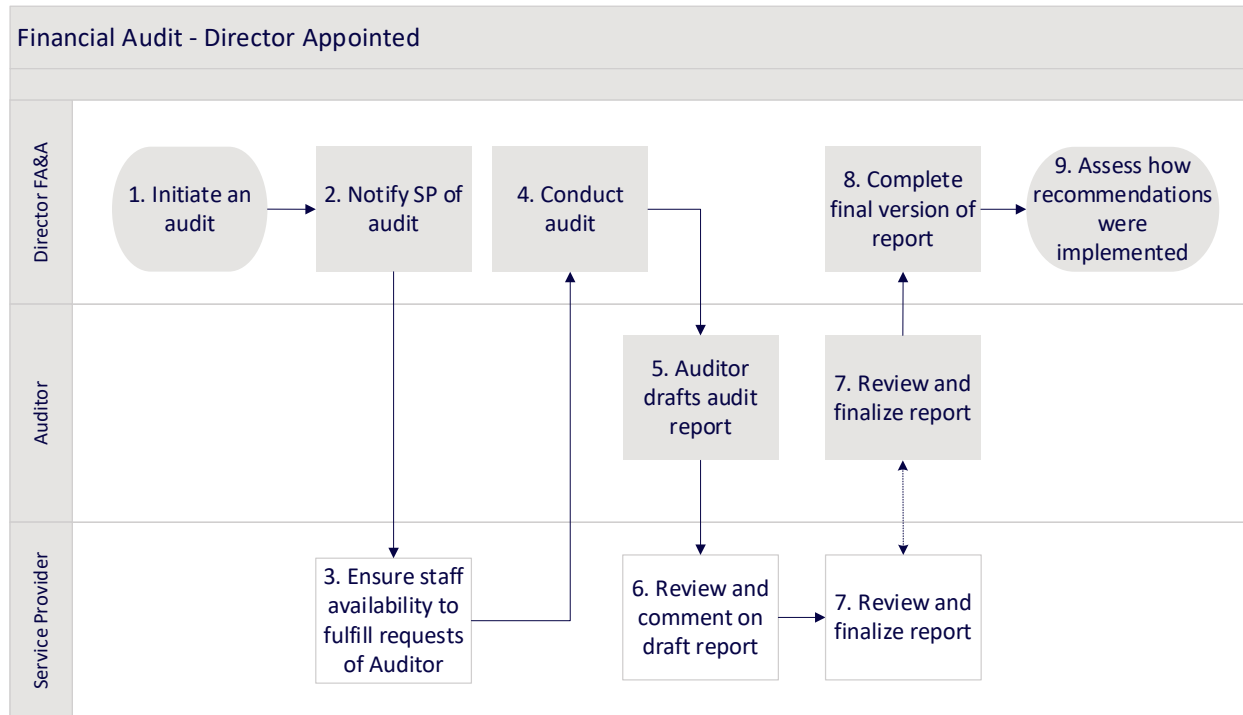 Financial Audit - Director Appointed
Director FA&A
1. Initiate an
audit
2. Notify SP of
audit
4. Conduct
audit
8. Complete
final version of
report
9. Assess how
recommendations
were
implemented
Auditor
5. Auditor
drafts audit
report
7. Review and
finalize report
Service Provider
3. Ensure staff
availability to
fulfill requests
of Auditor
6. Review and
comment on
draft report
7. Review and
finalize report